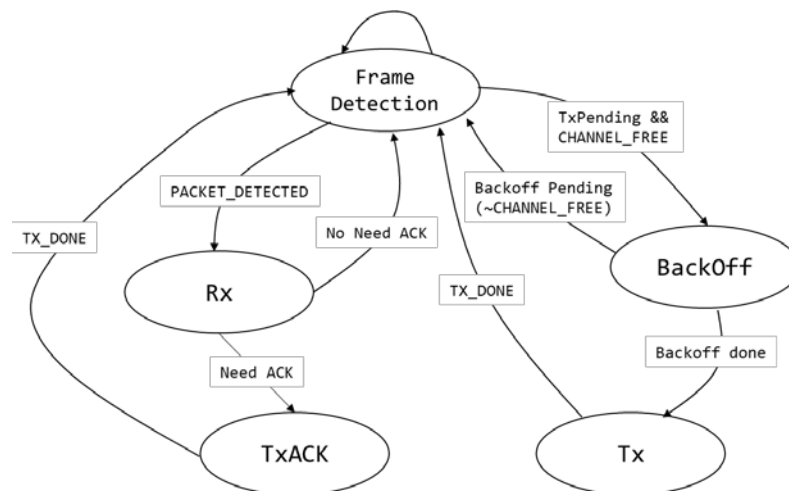 Frame
Detection
TxPending &&
CHANNEL_FREE
PACKET_DETECTED
Backoff Pending
(~CHANNEL_FREE)
TX_DONE
No Need ACK
BackOff
Rx
TX_DONE
Backoff done
Need ACK
TxACK
Tx